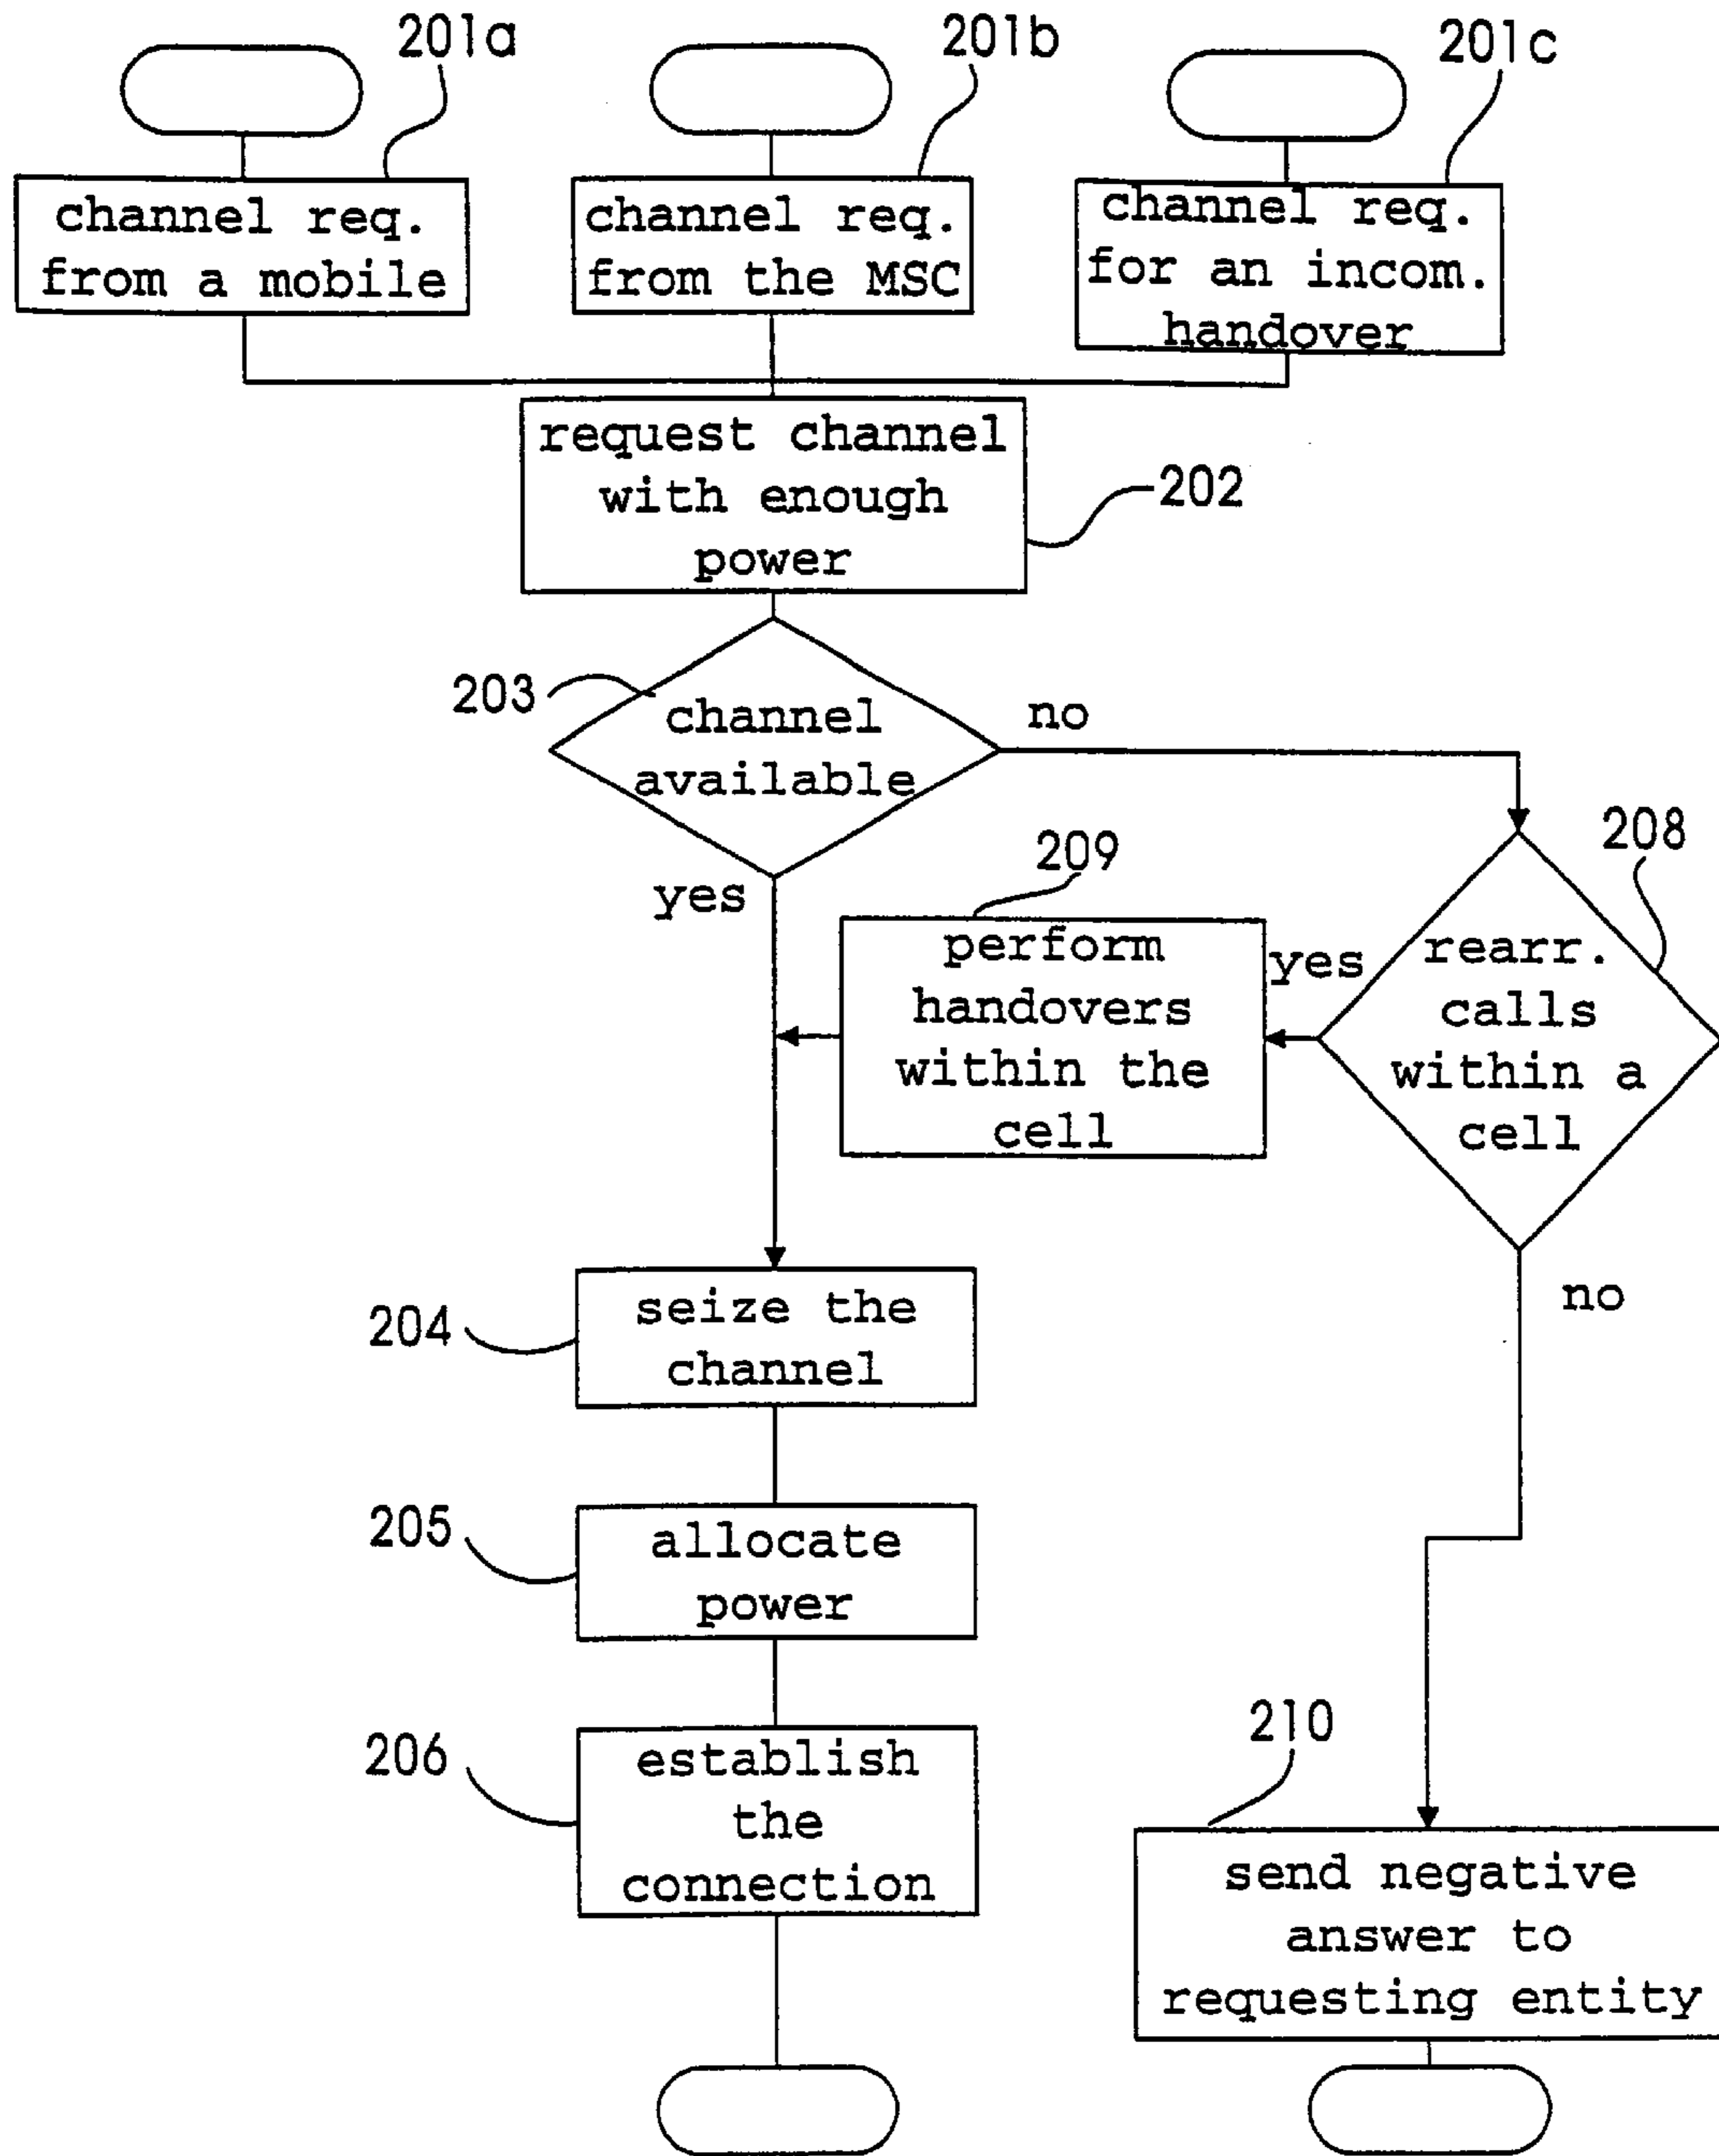 201a
201b
201c
channel req.
from a mobile
channel req.
from the MSC
channel req.
for an incom.
handover
request channel
with enough
power
202
203
channel
available
no
yes
208
209
perform
handovers
within the
cell
yes
rearr.
calls
within a
cell
no
204
seize the
channel
205
allocate
power
206
establish
the
connection
210
send negative
answer to
requesting entity